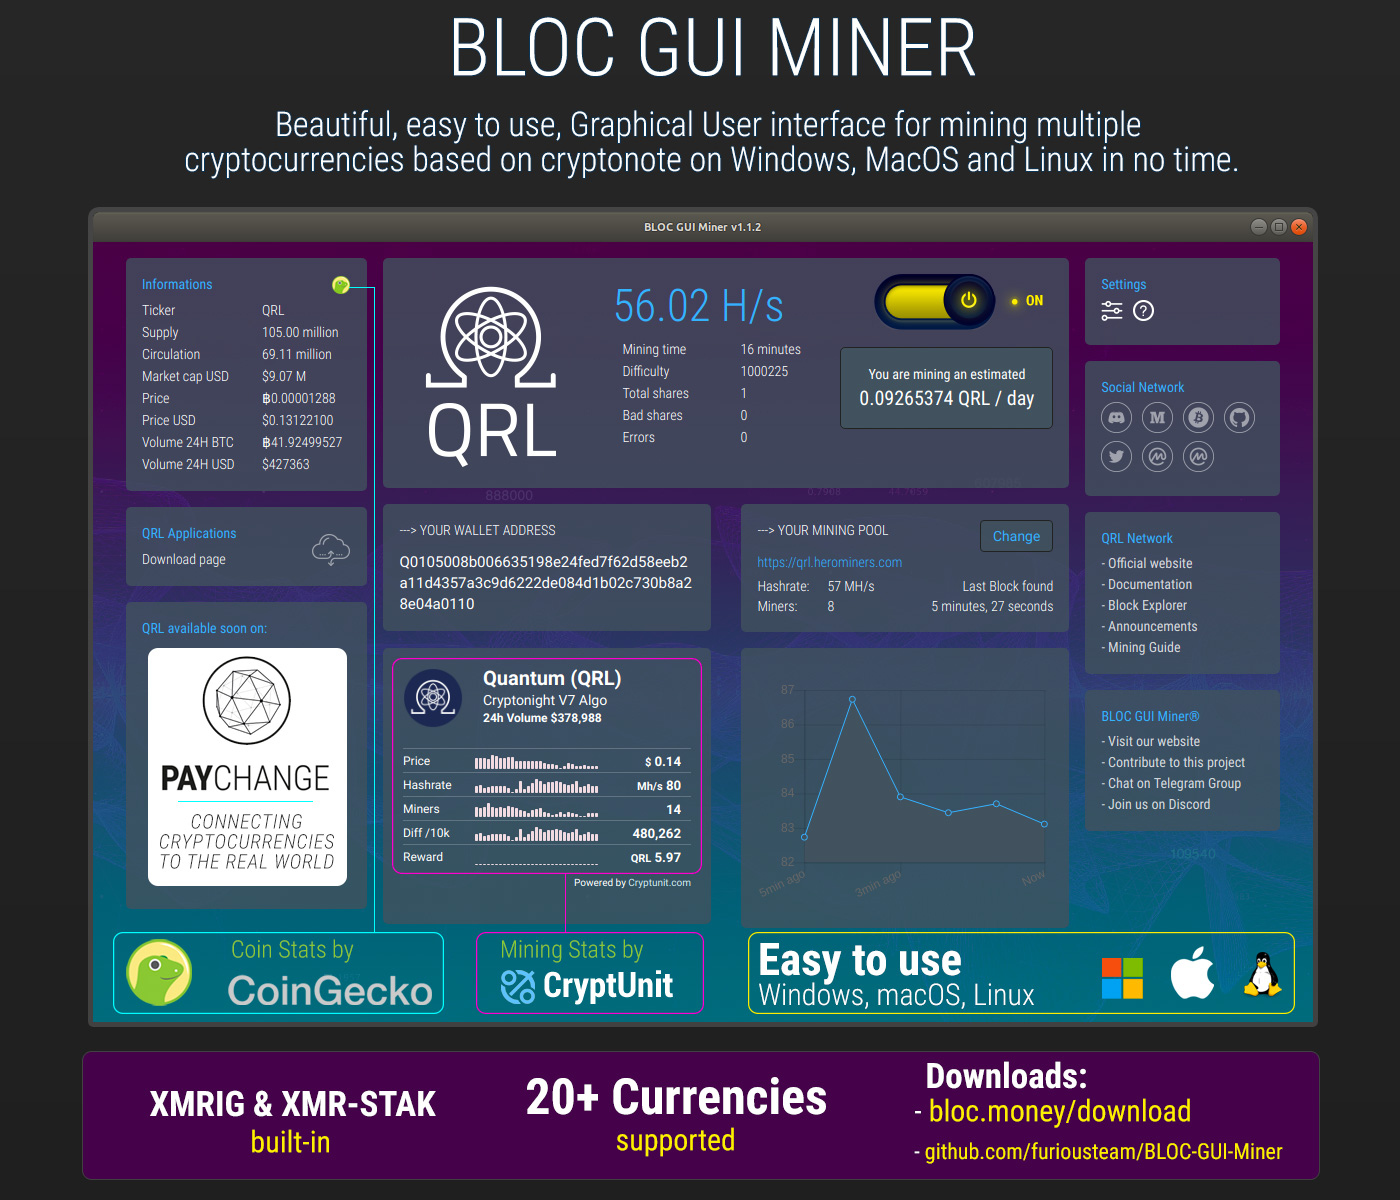 BLOC GUI MINER
Beautiful, easy to use, Graphical User interface for mining multiple
cryptocurrencies based on cryptonote on Windows, MacOS and Linux in no time.
BLOC GUI Miner v1.1.2
Informations
Ticker QRL
Supply 105.00 million
Circulation 69.11 million
Market cap USD $9.07 M
Price ฿0.00001288
Price USD $0.13122100
Volume 24H BTC ฿41.92499527
Volume 24H USD $427363
QRL Applications
Download page
QRL available soon on:
PAYCHANGE
CONNECTING
CRYPTOCURRENCIES
TO THE REAL WORLD
QRL
56.02 H/s
Mining time 16 minutes
Difficulty 1000225
Total shares 1
Bad shares 0
Errors 0
ON
You are mining an estimated
0.09265374 QRL / day
888000
0.7968 44.7659
---> YOUR WALLET ADDRESS
Q0105008b006635198e24fed7f62d58eeb2
a11d4357a3c9d6222de084d1b02c730b8a2
8e04a0110
---> YOUR MINING POOL
Change
https://qrl.herominers.com
Hashrate: 57 MH/s Last Block found
Miners: 8 5 minutes, 27 seconds
Quantum (QRL)
Cryptonight V7 Algo
24h Volume $378,988
Price $ 0.14
Hashrate Mh/s 80
Miners 14
Diff /10k 480,262
Reward QRL 5.97
Powered by Cryptunit.com
87
86
85
84
83
82
5min ago 3min ago Now
Settings
Social Network
QRL Network
- Official website
- Documentation
- Block Explorer
- Announcements
- Mining Guide
BLOC GUI Miner®
- Visit our website
- Contribute to this project
- Chat on Telegram Group
- Join us on Discord
109540
Coin Stats by
CoinGecko
Mining Stats by
CryptUnit
Easy to use
Windows, macOS, Linux
XMRIG & XMR-STAK
built-in
20+ Currencies
supported
Downloads:
- bloc.money/download
- github.com/furiousteam/BLOC-GUI-Miner